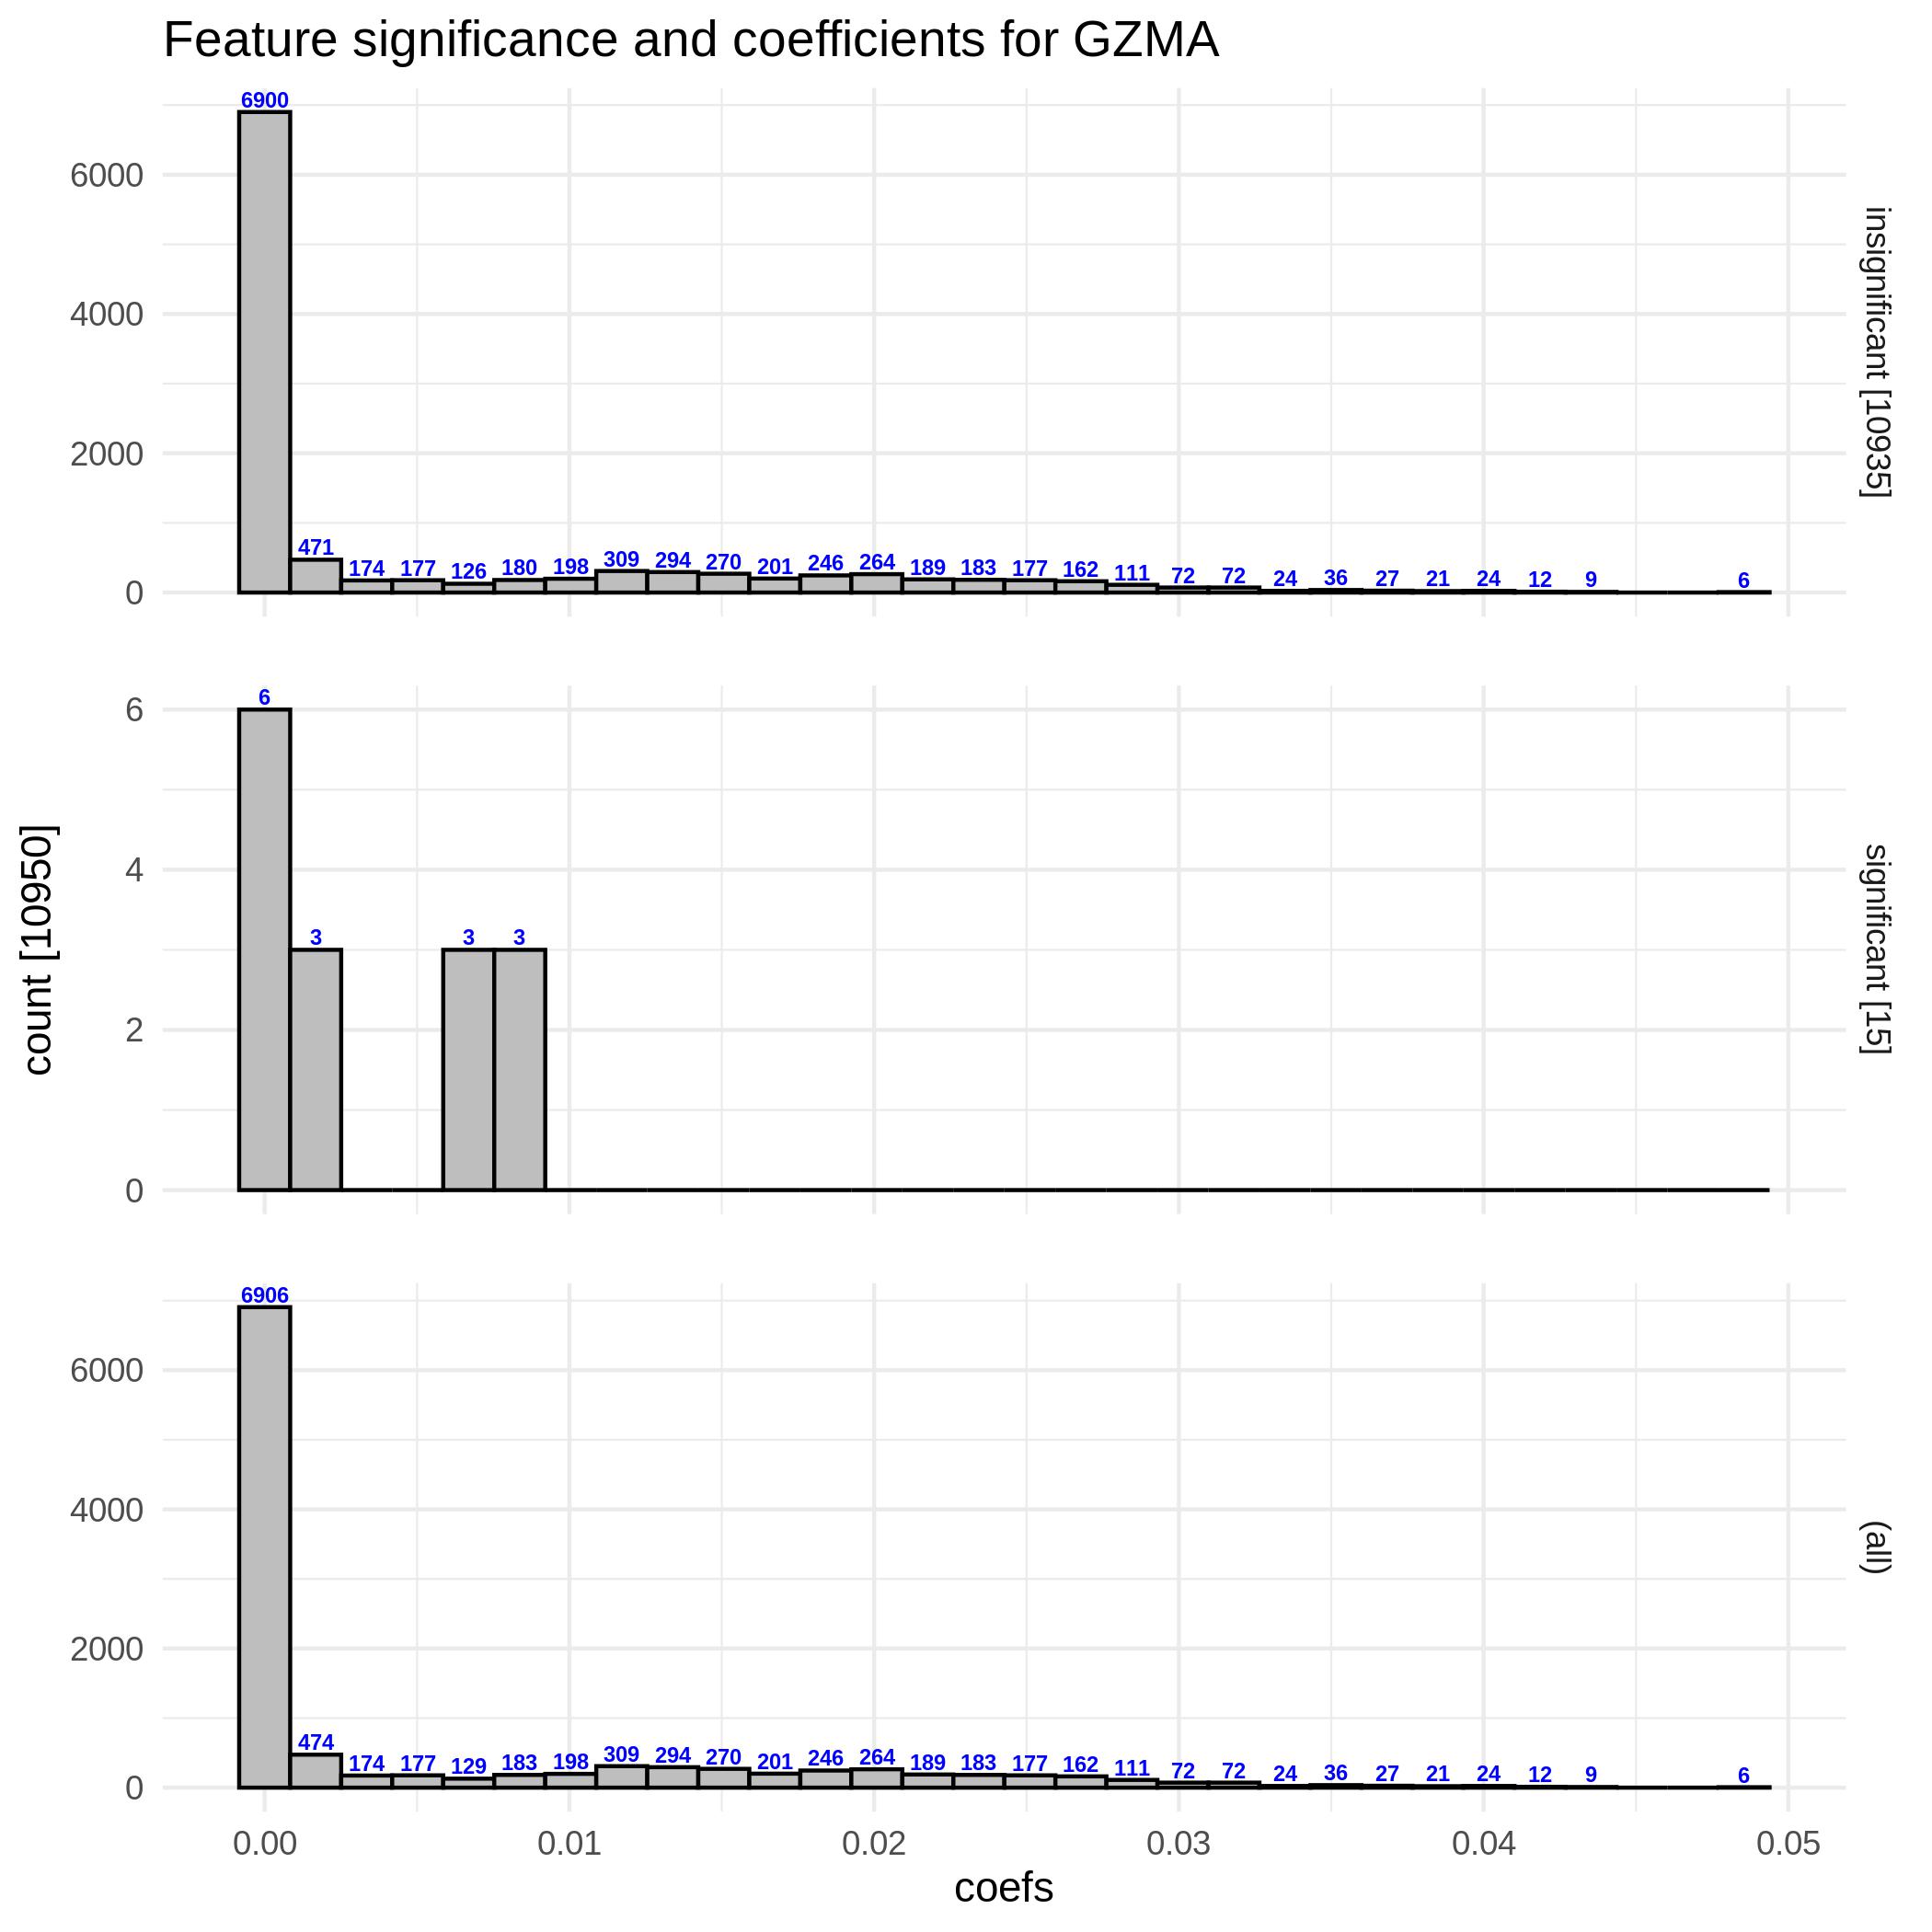 Feature significance and coefficients for GZMA
6900
6000
4000
2000
0
471 174 177 126 180 198 309 294 270 201 246 264 189 183 177 162 111 72 72 24 36 27 21 24 12 9 6
insignificant [10935]
count [10950]
6
6
4
2
0
3 3 3
significant [15]
6906
6000
4000
2000
0
474 174 177 129 183 198 309 294 270 201 246 264 189 183 177 162 111 72 72 24 36 27 21 24 12 9 6
(all)
0.00 0.01 0.02 0.03 0.04 0.05
coefs